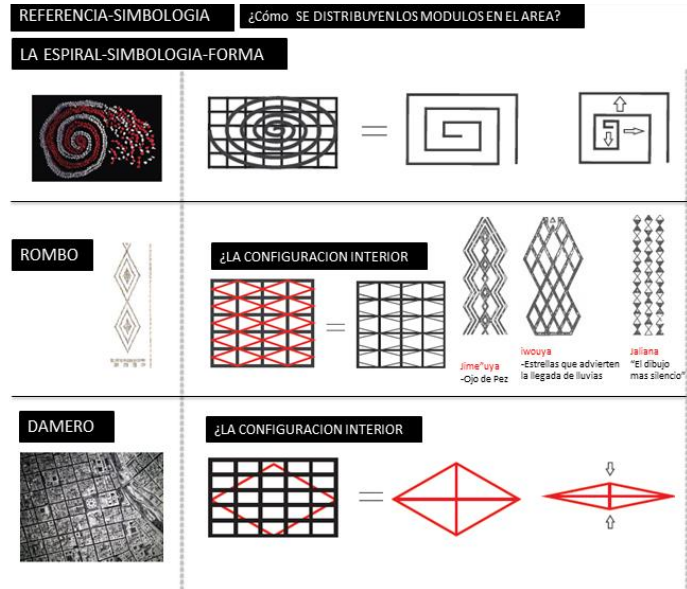 REFERENCIA-SIMBOLOGIA
¿Cómo SE DISTRIBUYEN LOS MODULOS EN EL AREA?
LA ESPIRAL-SIMBOLOGIA-FORMA
ROMBO
¿LA CONFIGURACION INTERIOR
Jime"uya
-Ojo de Pez
iwouya
-Estrellas que advierten
la llegada de lluvias
Jaliana
"El dibujo
mas silencio"
DAMERO
¿LA CONFIGURACION INTERIOR